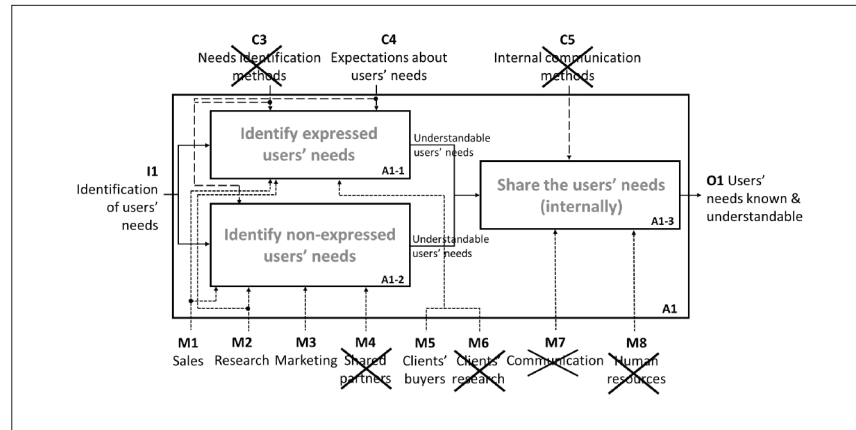 C3
Needs identification
methods
C4
Expectations about
users' needs
C5
Internal communication
methods
Identify expressed
users' needs
A1-1
Understandable
users' needs
I1
Identification
of users'
needs
Share the users' needs
(internally)
A1-3
O1 Users'
needs known &
understandable
Identify non-expressed
users' needs
A1-2
Understandable
users' needs
A1
M1
Sales
M2
Research
M3
Marketing
M4
Shared
partners
M5
Clients'
buyers
M6
Clients'
research
M7
Communication
M8
Human
resources